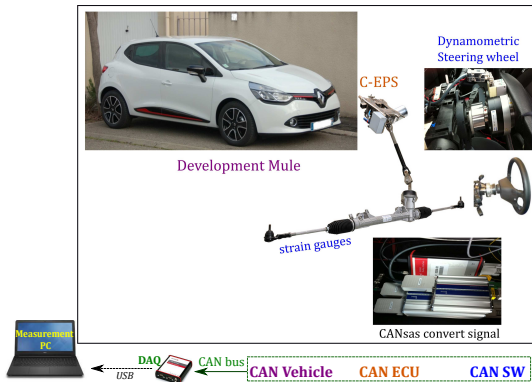 Dynamometric
Steering wheel
C-EPS
Development Mule
strain gauges
CANsas convert signal
Measurement
PC
DAQ
USB
CAN bus
CAN Vehicle
CAN ECU
CAN SW